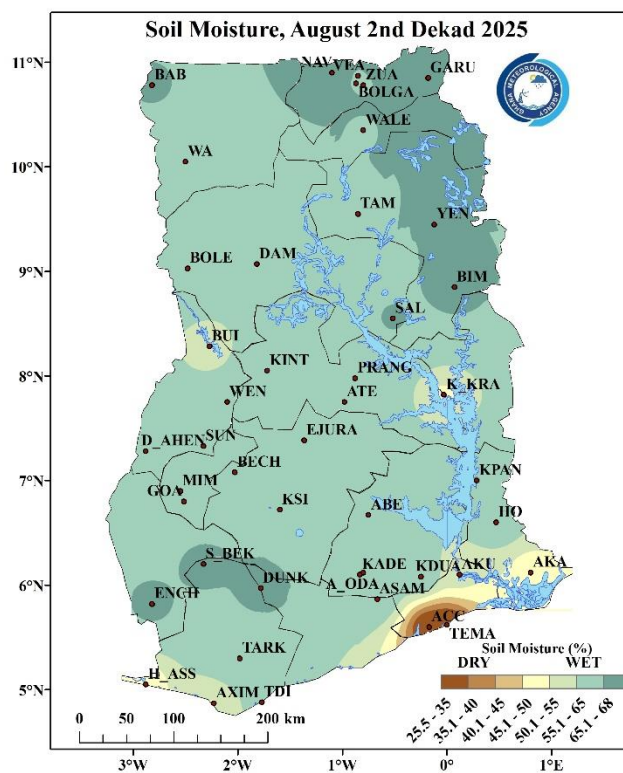 Soil Moisture, August 2nd Dekad 2025
11°N
10°N
9°N
8°N
7°N
6°N
5°N
NAV VEA ZUA GARU
BAB
BOLGA
GHANA METEOROLOGICAL AGENCY
WALE
WA
TAM
YEN
BOLE DAM
BIM
SAL
BUI
KINT
PRANG
K_KRA
WEN
ATE
D_AHEN SUN
EJURA
BECH
KPAN
GOA MIM
KSI
ABE
HO
S_BEK
KADE
DUNK
A_ODA
KDUA AKU
AKA_
ENCH
ASAM
ACC
TEMA
TARK
H_ASS
AXIM TDI
Soil Moisture (%)
DRY WET
25.5 - 35
35.1 - 40
40.1 - 45
45.1 - 50
50.1 - 55
55.1 - 65
65.1 - 68
0 50 100 200 km
3°W 2°W 1°W 0° 1°E